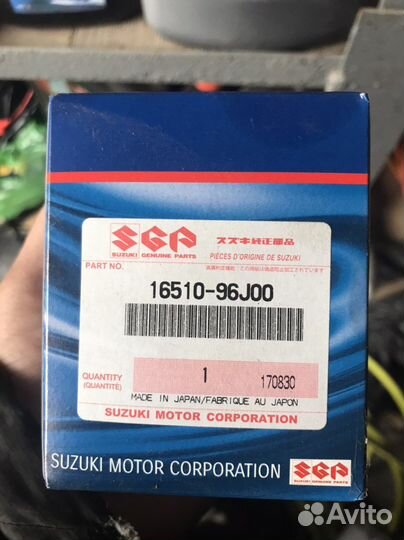 SGP
SUZUKI GENUINE PARTS
スズキ純正部品
PIÈCES D'ORIGINE DE SUZUKI
PART NO.
16510-96J00
QUANTITY
(QUANTITÉ)
1
170830
MADE IN JAPAN/FABRIQUE AU JAPON
SUZUKI MOTOR CORPORATION
SUZUKI MOTOR CORPORATION
SGP
SUZUKI GENUINE PARTS
Avito